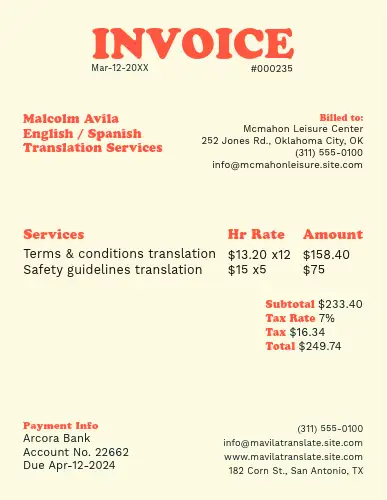 INVOICE
Mar-12-20XX #000235
Malcolm Avila
English / Spanish
Translation Services
Billed to:
Mcmahon Leisure Center
252 Jones Rd., Oklahoma City, OK
(311) 555-0100
info@mcmahonleisure.site.com
Services Hr Rate Amount
Terms & conditions translation $13.20 x12 $158.40
Safety guidelines translation $15 x5 $75
Subtotal $233.40
Tax Rate 7%
Tax $16.34
Total $249.74
Payment Info
Arcora Bank
Account No. 22662
Due Apr-12-2024
(311) 555-0100
info@mavilatranslate.site.com
www.mavilatranslate.site.com
182 Corn St., San Antonio, TX